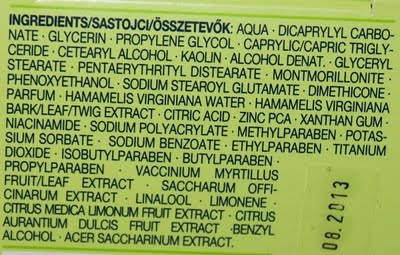 INGREDIENTS/SASTOJCI/ÖSSZETEVŐK: AQUA · DICAPRYLYL CARBO-
NATE · GLYCERIN · PROPYLENE GLYCOL · CAPRYLIC/CAPRIC TRIGLY-
CERIDE · CETEARYL ALCOHOL · KAOLIN · ALCOHOL DENAT. · GLYCERYL
STEARATE · PENTAERYTHRITYL DISTEARATE · MONTMORILLONITE ·
PHENOXYETHANOL · SODIUM STEAROYL GLUTAMATE · DIMETHICONE ·
PARFUM · HAMAMELIS VIRGINIANA WATER · HAMAMELIS VIRGINIANA
BARK/LEAF/TWIG EXTRACT · CITRIC ACID · ZINC PCA · XANTHAN GUM ·
NIACINAMIDE · SODIUM POLYACRYLATE · METHYLPARABEN · POTAS-
SIUM SORBATE · SODIUM BENZOATE · ETHYLPARABEN · TITANIUM
DIOXIDE · ISOBUTYLPARABEN · BUTYLPARABEN ·
PROPYLPARABEN · VACCINIUM MYRTILLUS
FRUIT/LEAF EXTRACT · SACCHARUM OFFI-
CINARUM EXTRACT · LINALOOL · LIMONENE ·
CITRUS MEDICA LIMONUM FRUIT EXTRACT · CITRUS
AURANTIUM DULCIS FRUIT EXTRACT ·BENZYL
ALCOHOL · ACER SACCHARINUM EXTRACT.
08.2013